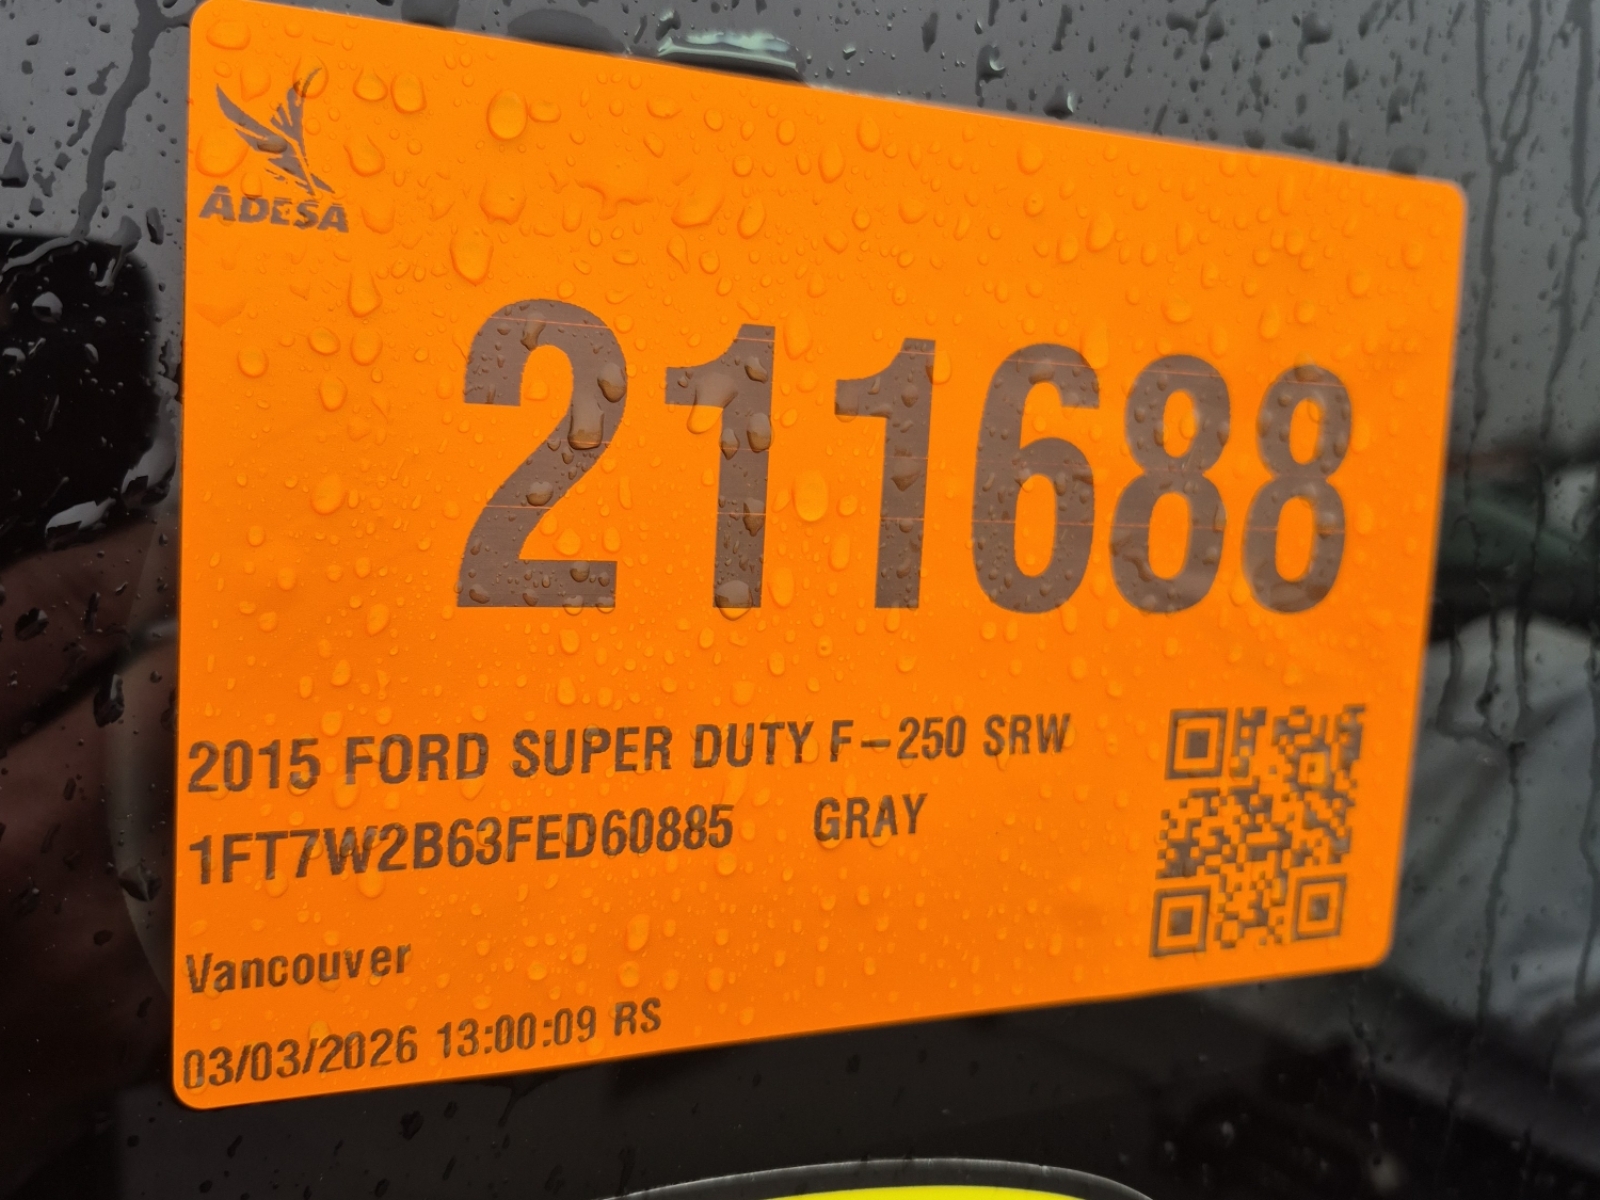 ADESA
211688
2015 FORD SUPER DUTY F-250 SRW
1FT7W2B63FED60885 GRAY
Vancouver
03/03/2026 13:00:09 RS